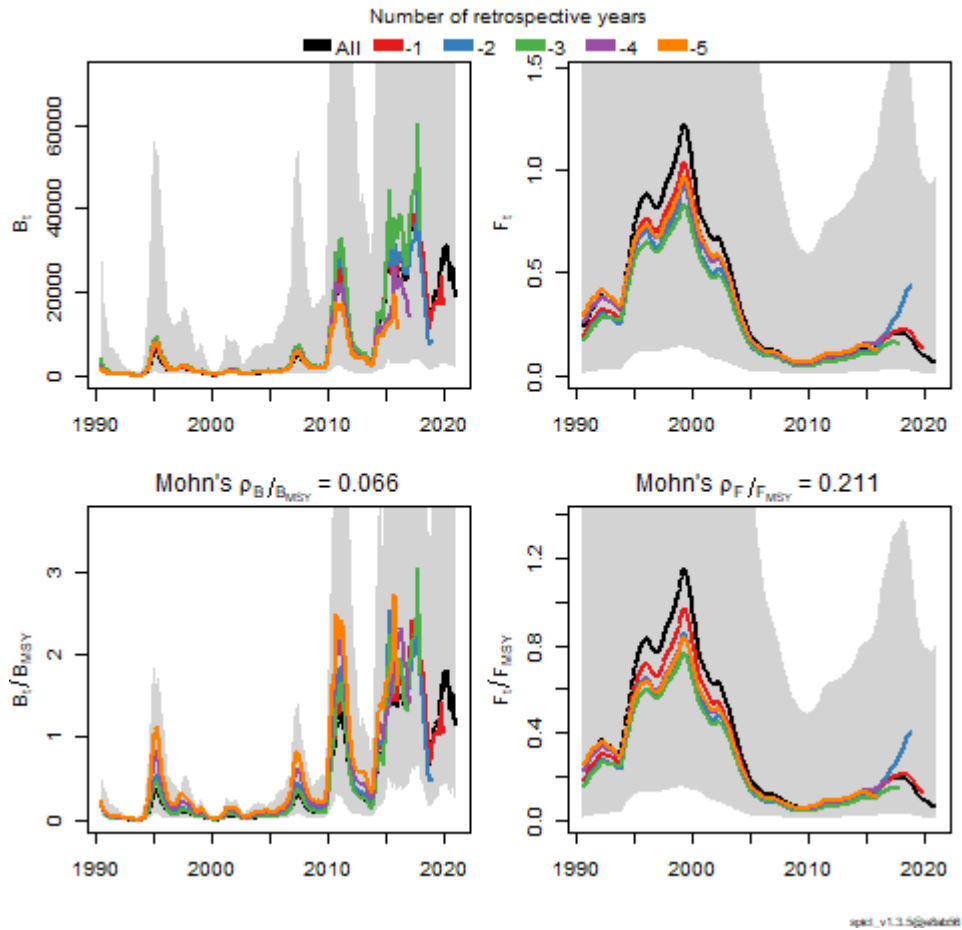 Number of retrospective years
All -1 -2 -3 -4 -5
Bt
0 20000 40000 60000
1990 2000 2010 2020
Ft
0.0 0.5 1.0 1.5
1990 2000 2010 2020
Mohn's ρB/BMSY = 0.066
Bt/BMSY
0 1 2 3
1990 2000 2010 2020
Mohn's ρF/FMSY = 0.211
Ft/FMSY
0.0 0.4 0.8 1.2
1990 2000 2010 2020